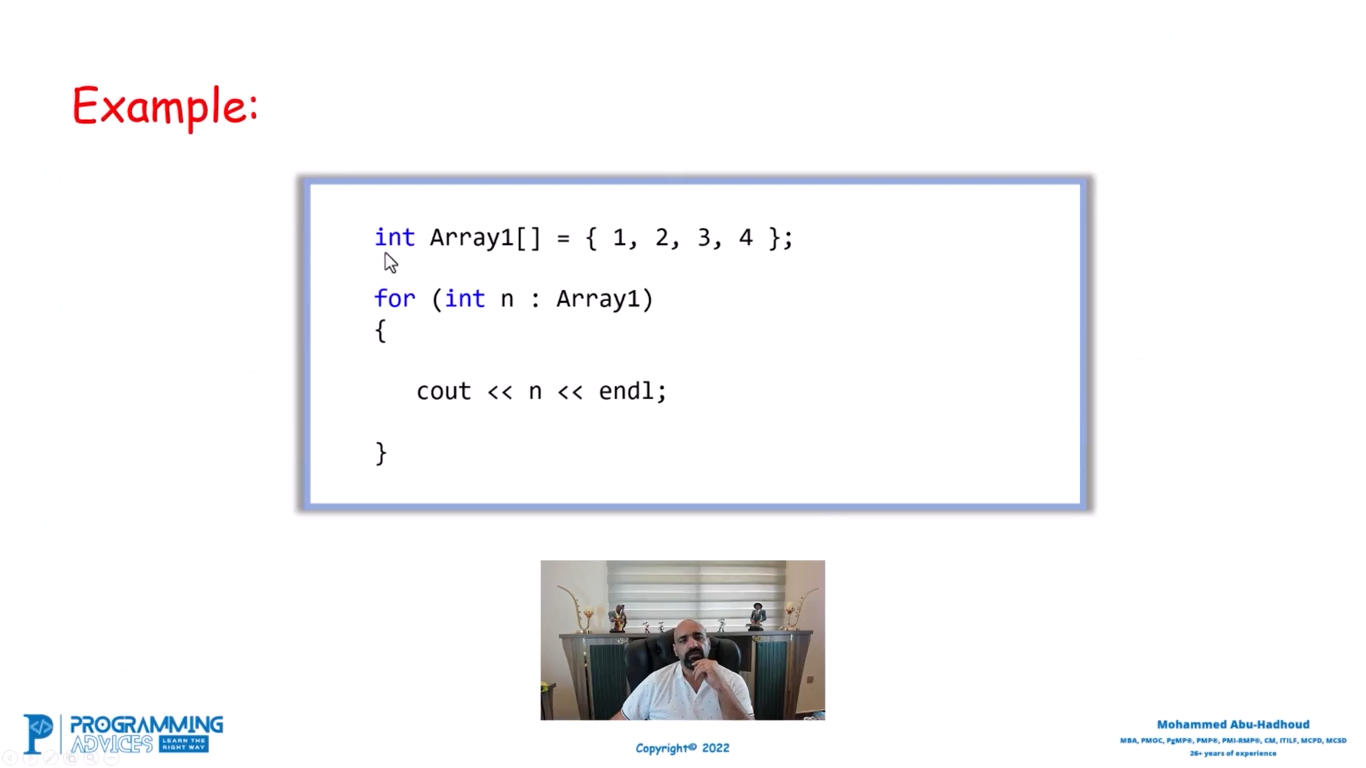 Example:
int Array1[] = { 1, 2, 3, 4 };
for (int n : Array1)
{
cout << n << endl;
}
PROGRAMMING
ADVICES LEARN THE
RIGHT WAY
Copyright© 2022
Mohammed Abu-Hadhoud
MBA, PMOC, PgMP®, PMP®, PMI-RMP®, CM, ITILF, MCPD, MCSD
26+ years of experience